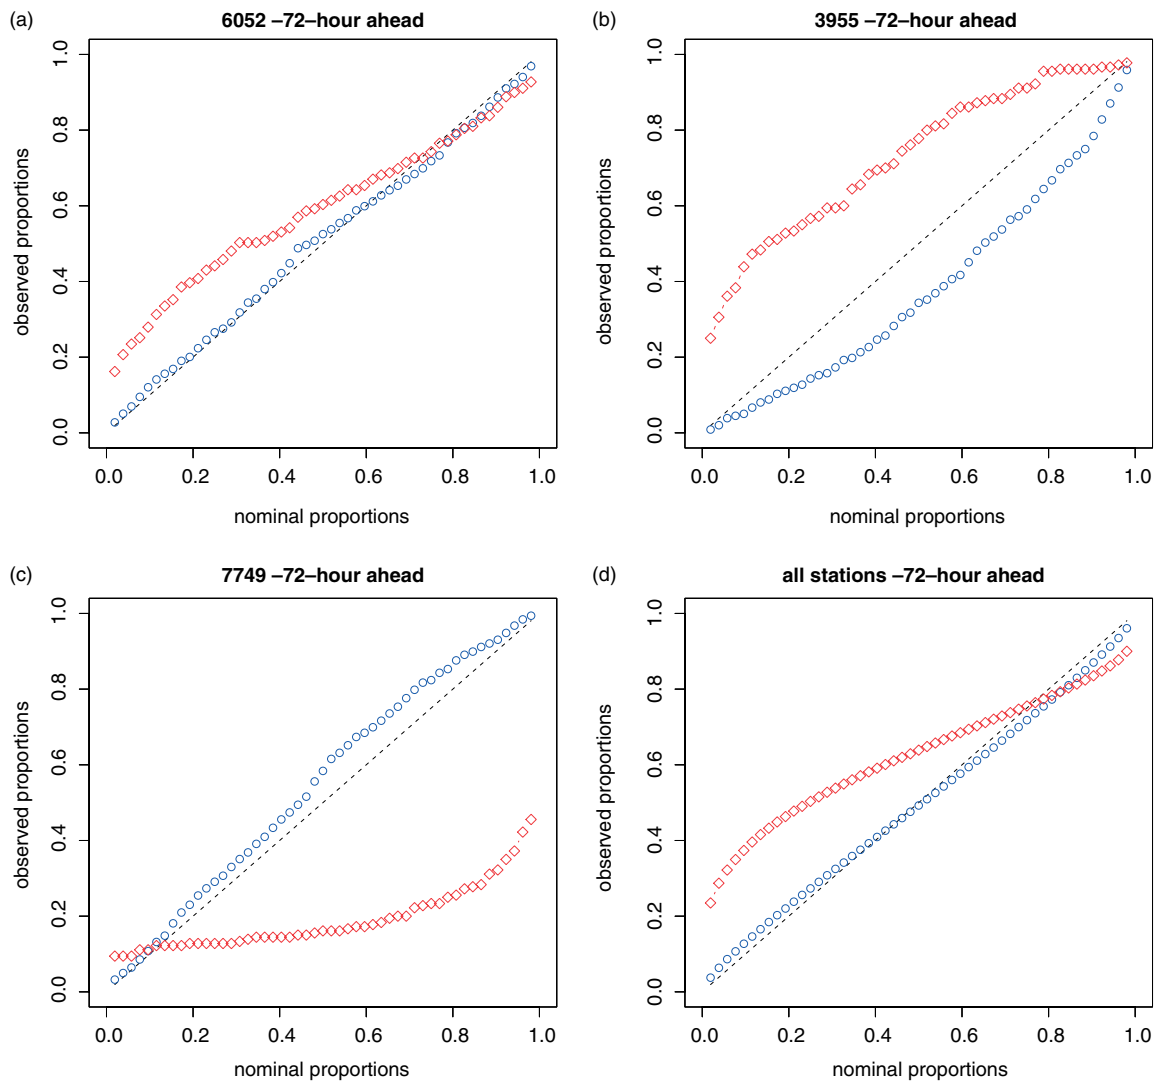 (a)
6052 –72–hour ahead
observed proportions
1.0
0.8
0.6
0.4
0.2
0.0
0.0 0.2 0.4 0.6 0.8 1.0
nominal proportions
(b)
3955 –72–hour ahead
observed proportions
1.0
0.8
0.6
0.4
0.2
0.0
0.0 0.2 0.4 0.6 0.8 1.0
nominal proportions
(c)
7749 –72–hour ahead
observed proportions
1.0
0.8
0.6
0.4
0.2
0.0
0.0 0.2 0.4 0.6 0.8 1.0
nominal proportions
(d)
all stations –72–hour ahead
observed proportions
1.0
0.8
0.6
0.4
0.2
0.0
0.0 0.2 0.4 0.6 0.8 1.0
nominal proportions